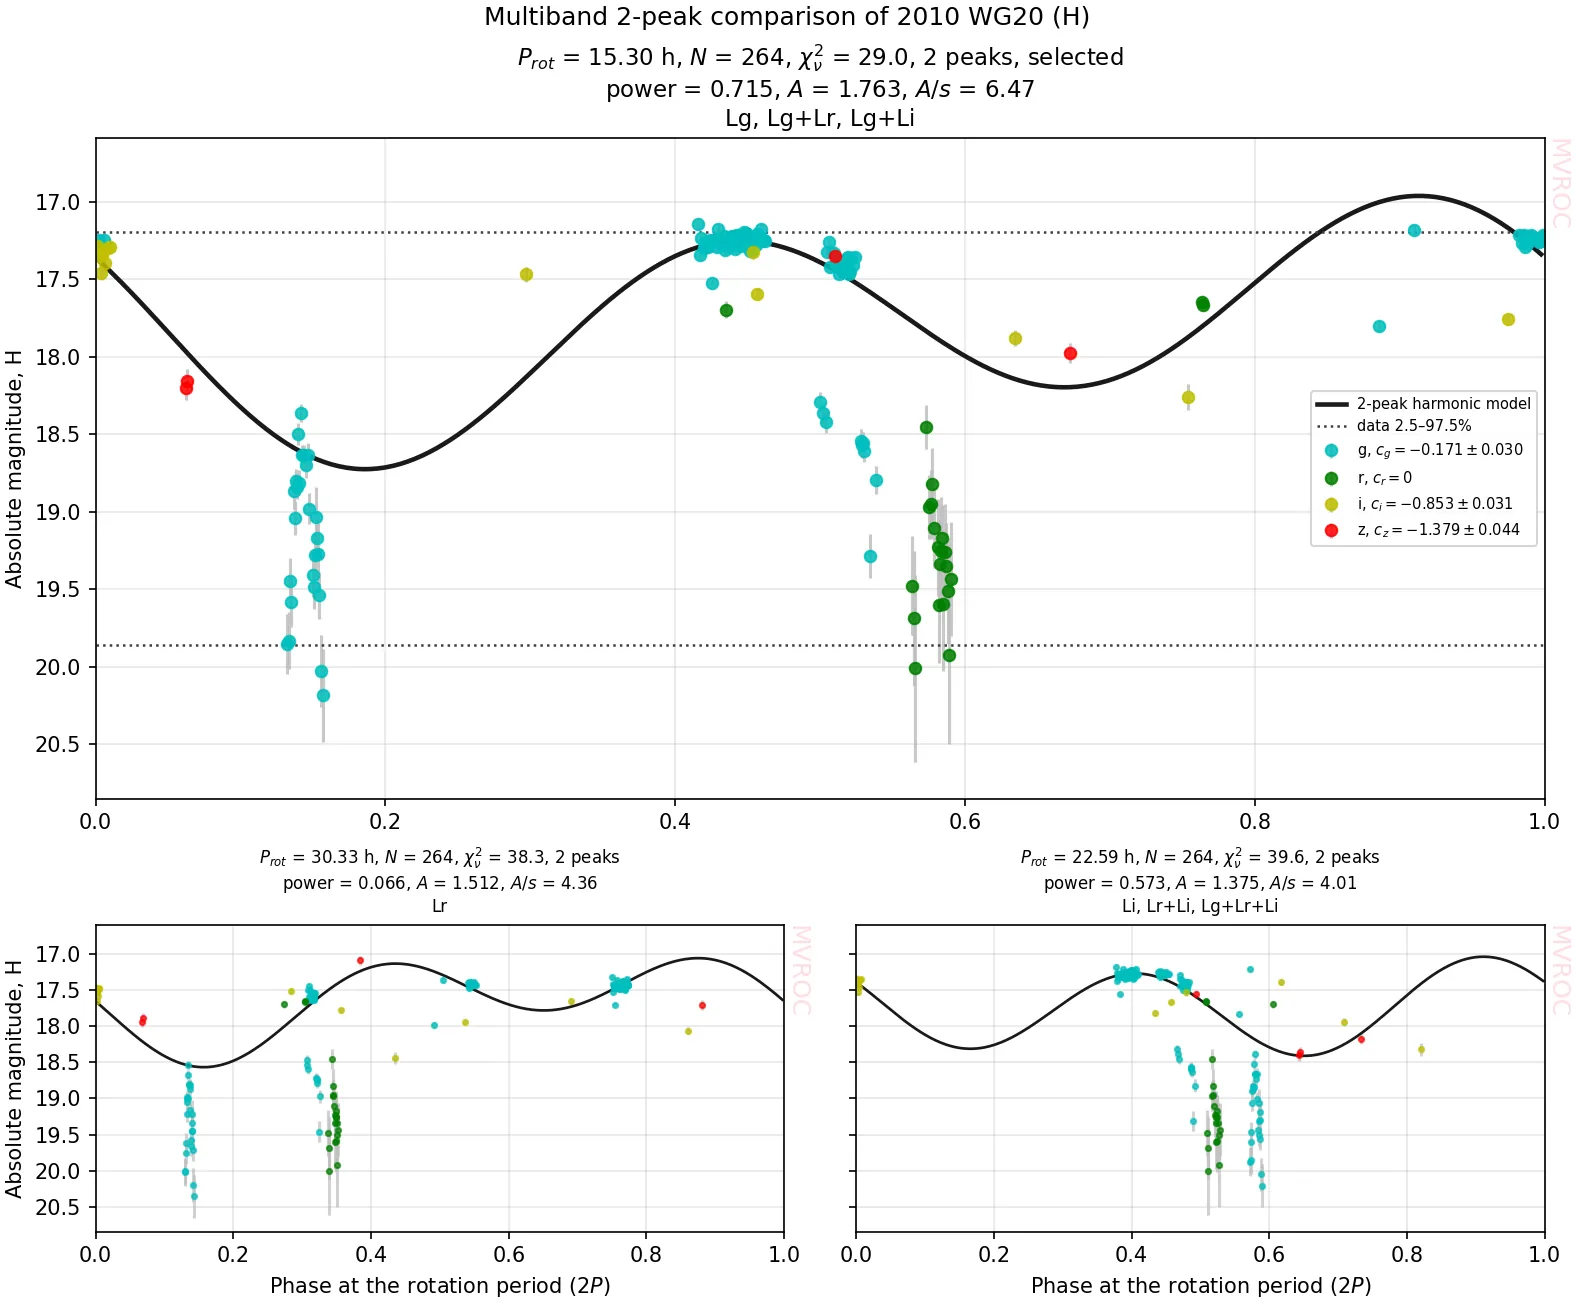 Multiband 2-peak comparison of 2010 WG20 (H)
P_rot = 15.30 h, N = 264, χ²_ν = 29.0, 2 peaks, selected
power = 0.715, A = 1.763, A/s = 6.47
Lg, Lg+Lr, Lg+Li
MVROC
Absolute magnitude, H
17.0
17.5
18.0
18.5
19.0
19.5
20.0
20.5
2-peak harmonic model
data 2.5–97.5%
g, c_g = −0.171 ± 0.030
r, c_r = 0
i, c_i = −0.853 ± 0.031
z, c_z = −1.379 ± 0.044
0.0 0.2 0.4 0.6 0.8 1.0
P_rot = 30.33 h, N = 264, χ²_ν = 38.3, 2 peaks
power = 0.066, A = 1.512, A/s = 4.36
Lr
MVROC
Absolute magnitude, H
17.0
17.5
18.0
18.5
19.0
19.5
20.0
20.5
0.0 0.2 0.4 0.6 0.8 1.0
Phase at the rotation period (2P)
P_rot = 22.59 h, N = 264, χ²_ν = 39.6, 2 peaks
power = 0.573, A = 1.375, A/s = 4.01
Li, Lr+Li, Lg+Lr+Li
MVROC
0.0 0.2 0.4 0.6 0.8 1.0
Phase at the rotation period (2P)